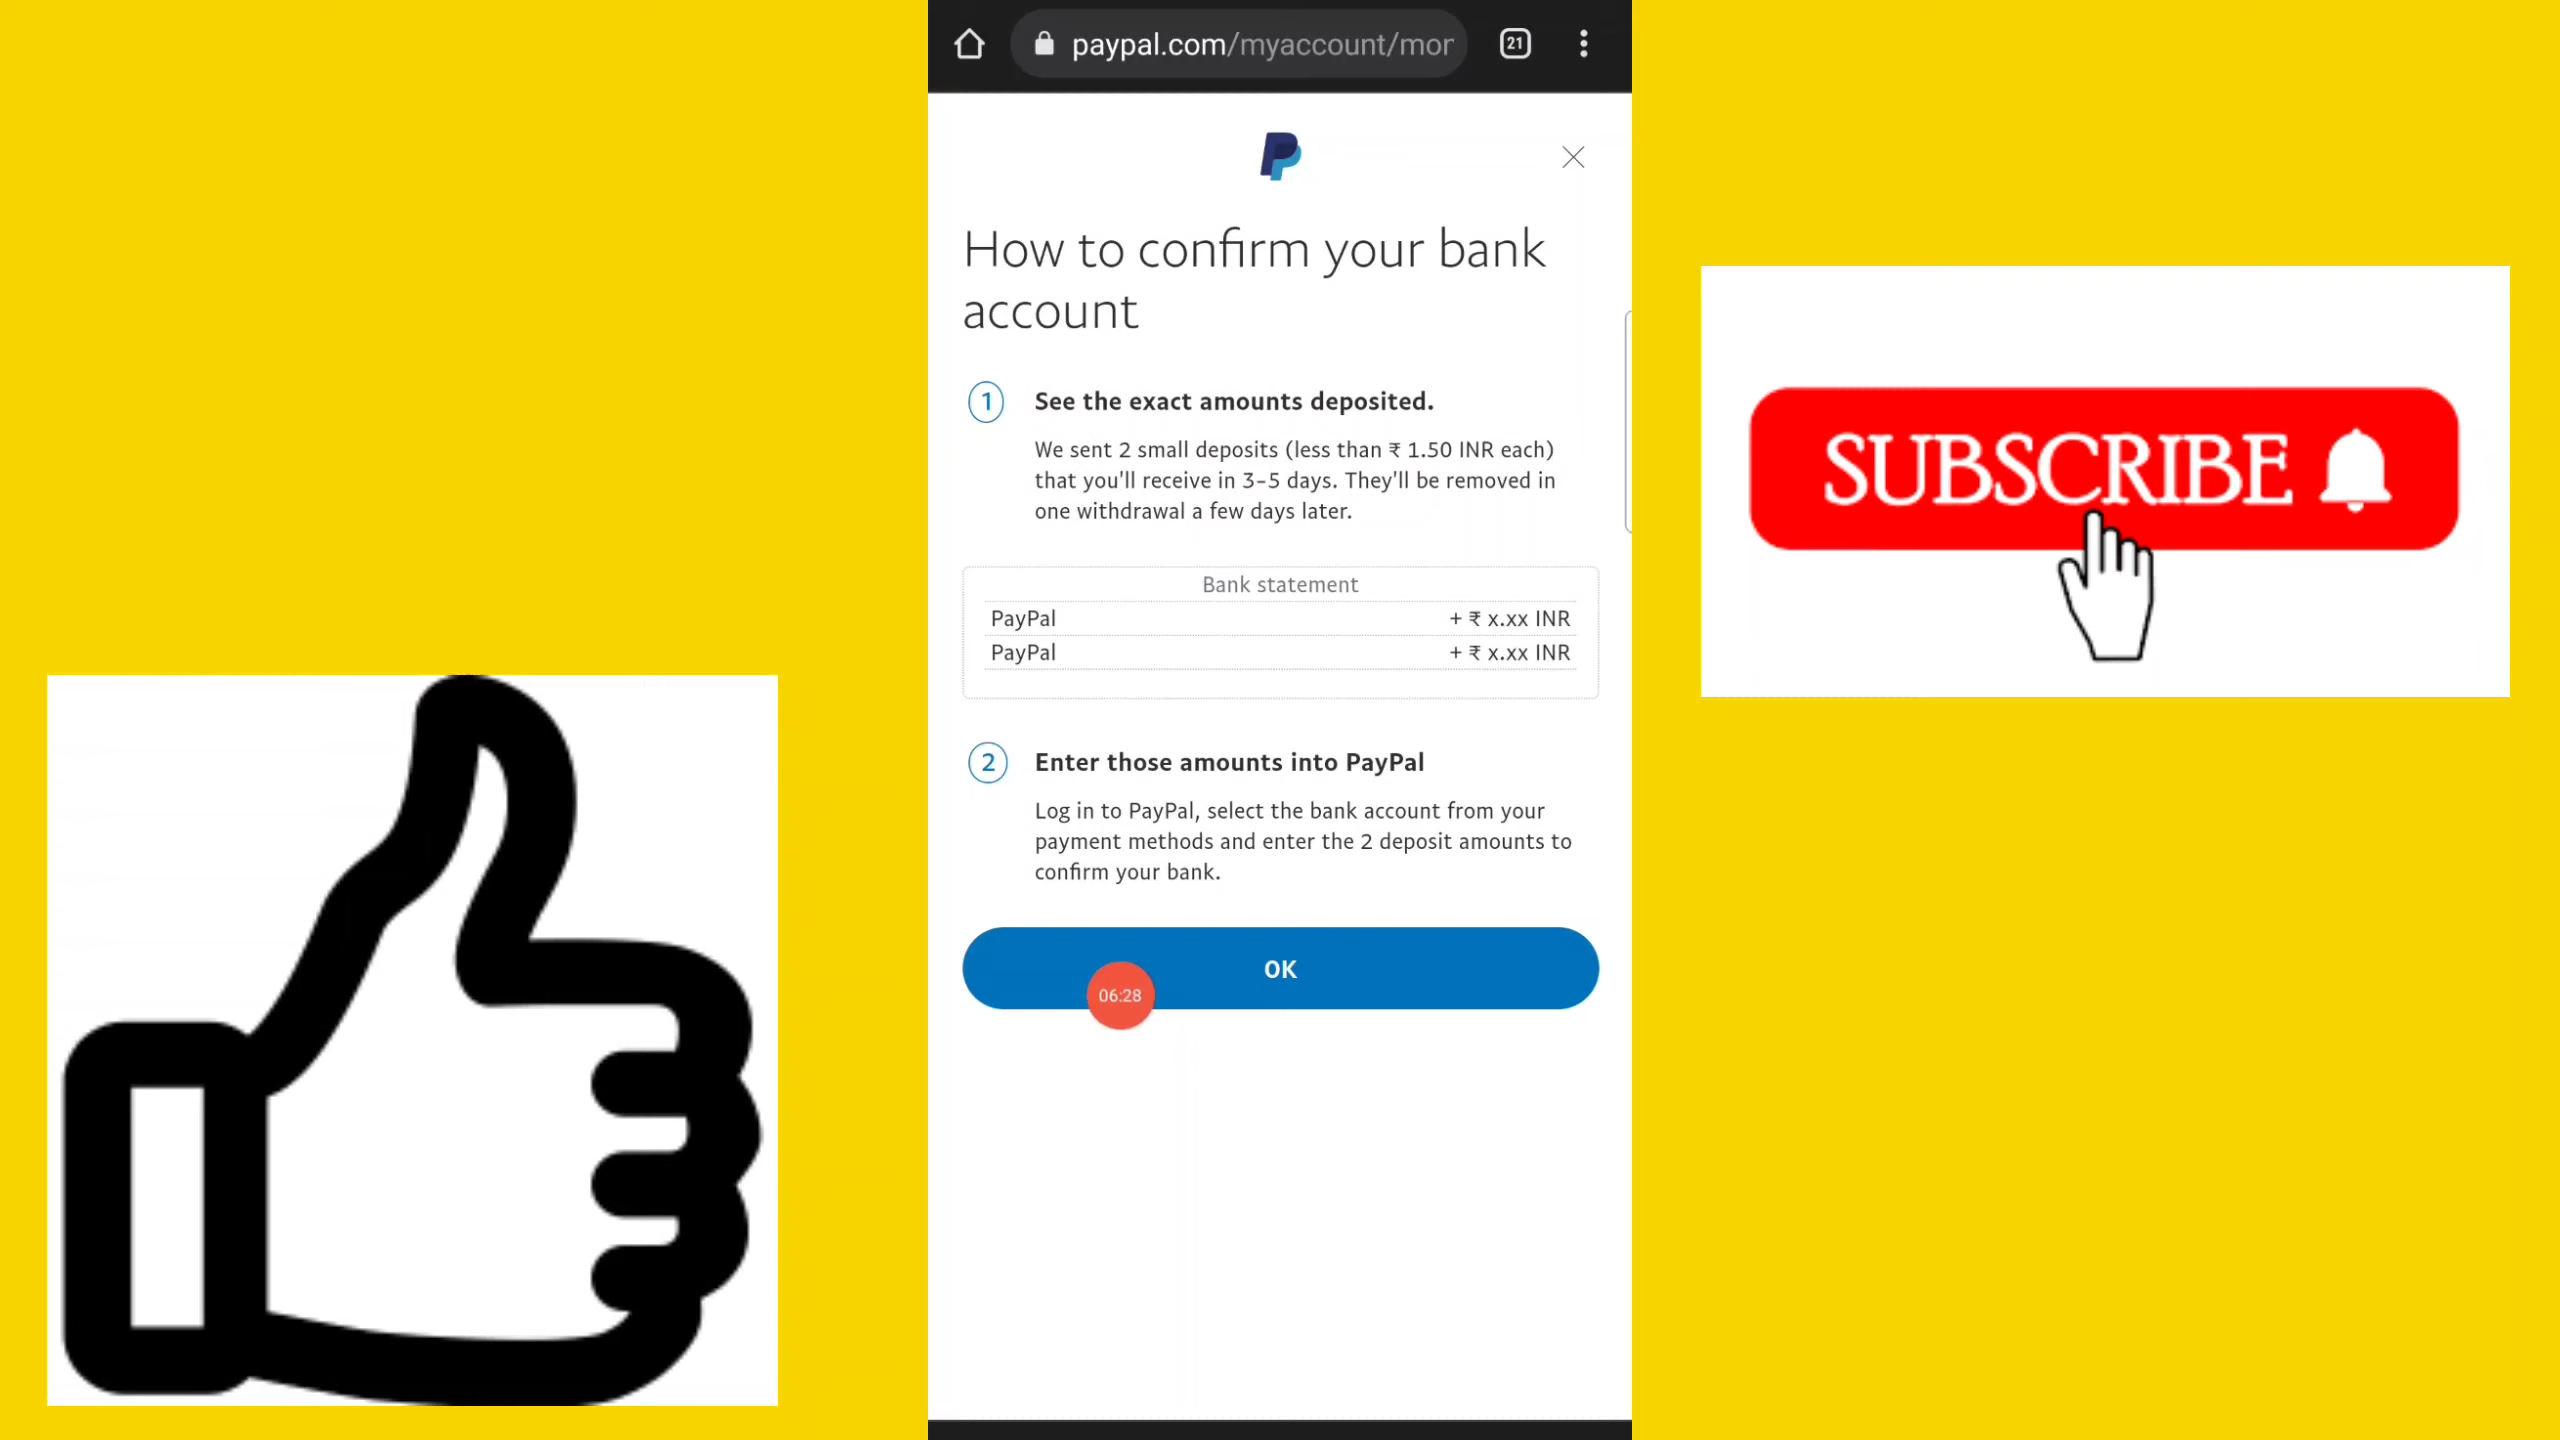 paypal.com/myaccount/mor
21
How to confirm your bank
account
1
See the exact amounts deposited.
We sent 2 small deposits (less than ₹ 1.50 INR each)
that you'll receive in 3-5 days. They'll be removed in
one withdrawal a few days later.
Bank statement
PayPal + ₹ x.xx INR
PayPal + ₹ x.xx INR
2
Enter those amounts into PayPal
Log in to PayPal, select the bank account from your
payment methods and enter the 2 deposit amounts to
confirm your bank.
OK
06:28
SUBSCRIBE